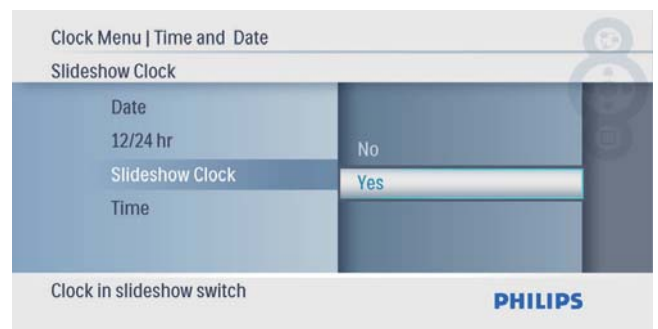 Clock Menu | Time and Date
Slideshow Clock
Date
12/24 hr
Slideshow Clock
Time
No
Yes
Clock in slideshow switch
PHILIPS